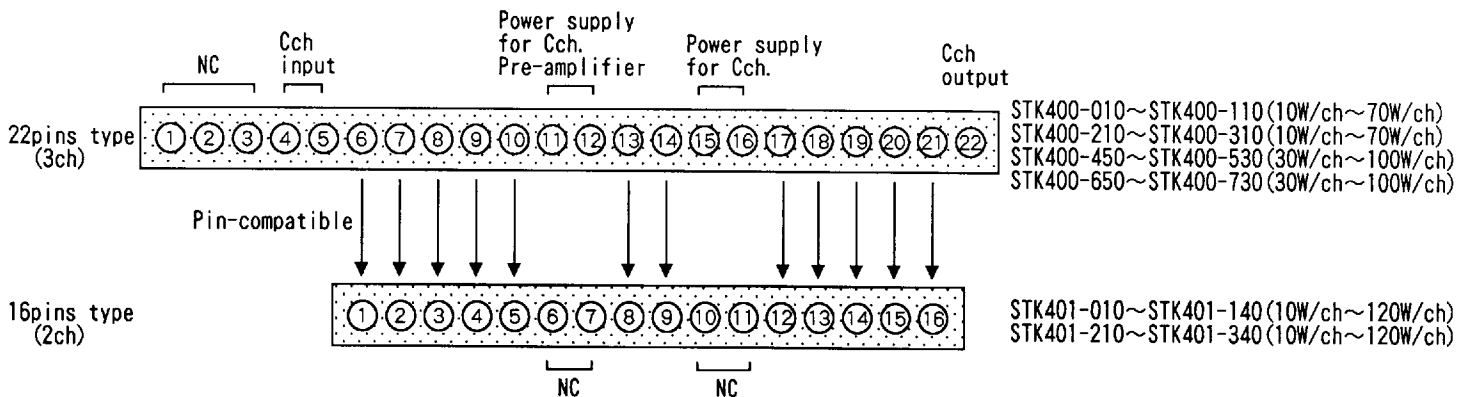 NC
Cch
input
Power supply
for Cch.
Pre-amplifier
Power supply
for Cch.
Cch
output
22pins type
(3ch)
1 2 3 4 5 6 7 8 9 10 11 12 13 14 15 16 17 18 19 20 21 22
STK400-010～STK400-110(10W/ch～70W/ch)
STK400-210～STK400-310(10W/ch～70W/ch)
STK400-450～STK400-530(30W/ch～100W/ch)
STK400-650～STK400-730(30W/ch～100W/ch)
Pin-compatible
16pins type
(2ch)
1 2 3 4 5 6 7 8 9 10 11 12 13 14 15 16
STK401-010～STK401-140(10W/ch～120W/ch)
STK401-210～STK401-340(10W/ch～120W/ch)
NC
NC